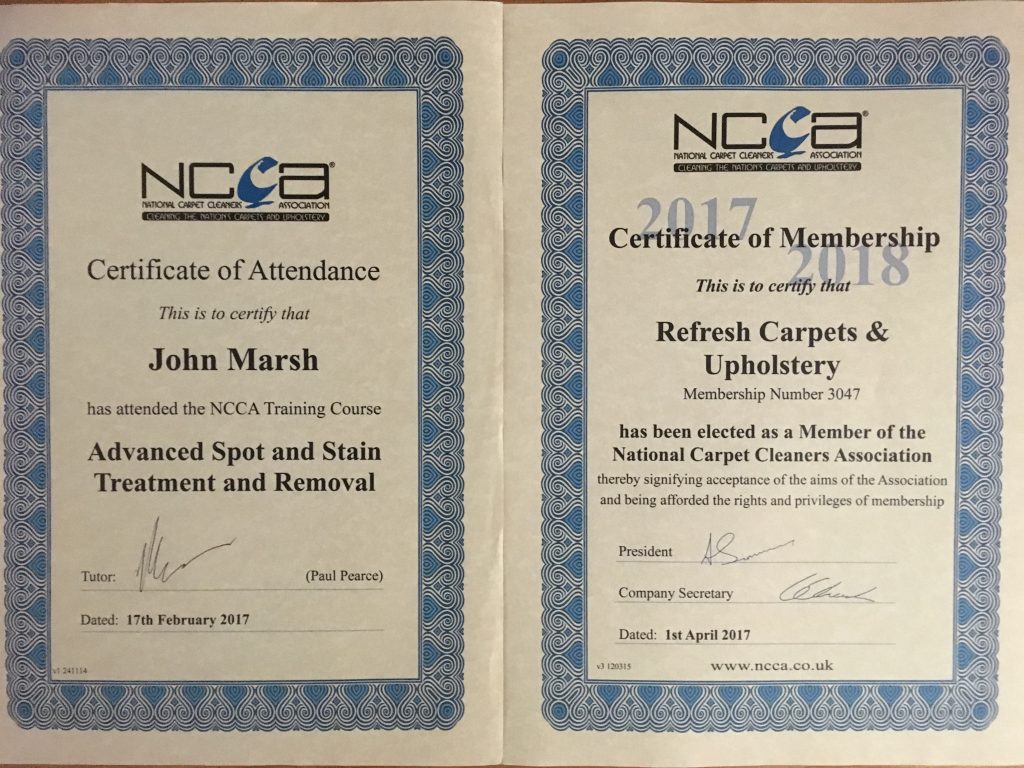 NCCA®
NATIONAL CARPET CLEANERS ASSOCIATION
CLEANING THE NATION'S CARPETS AND UPHOLSTERY
Certificate of Attendance
This is to certify that
John Marsh
has attended the NCCA Training Course
Advanced Spot and Stain
Treatment and Removal
Tutor: (Paul Pearce)
Dated: 17th February 2017
v1 241114
NCCA®
NATIONAL CARPET CLEANERS ASSOCIATION
CLEANING THE NATION'S CARPETS AND UPHOLSTERY
2017
Certificate of Membership
2018
This is to certify that
Refresh Carpets &
Upholstery
Membership Number 3047
has been elected as a Member of the
National Carpet Cleaners Association
thereby signifying acceptance of the aims of the Association
and being afforded the rights and privileges of membership
President
Company Secretary
Dated: 1st April 2017
v3 120315
www.ncca.co.uk